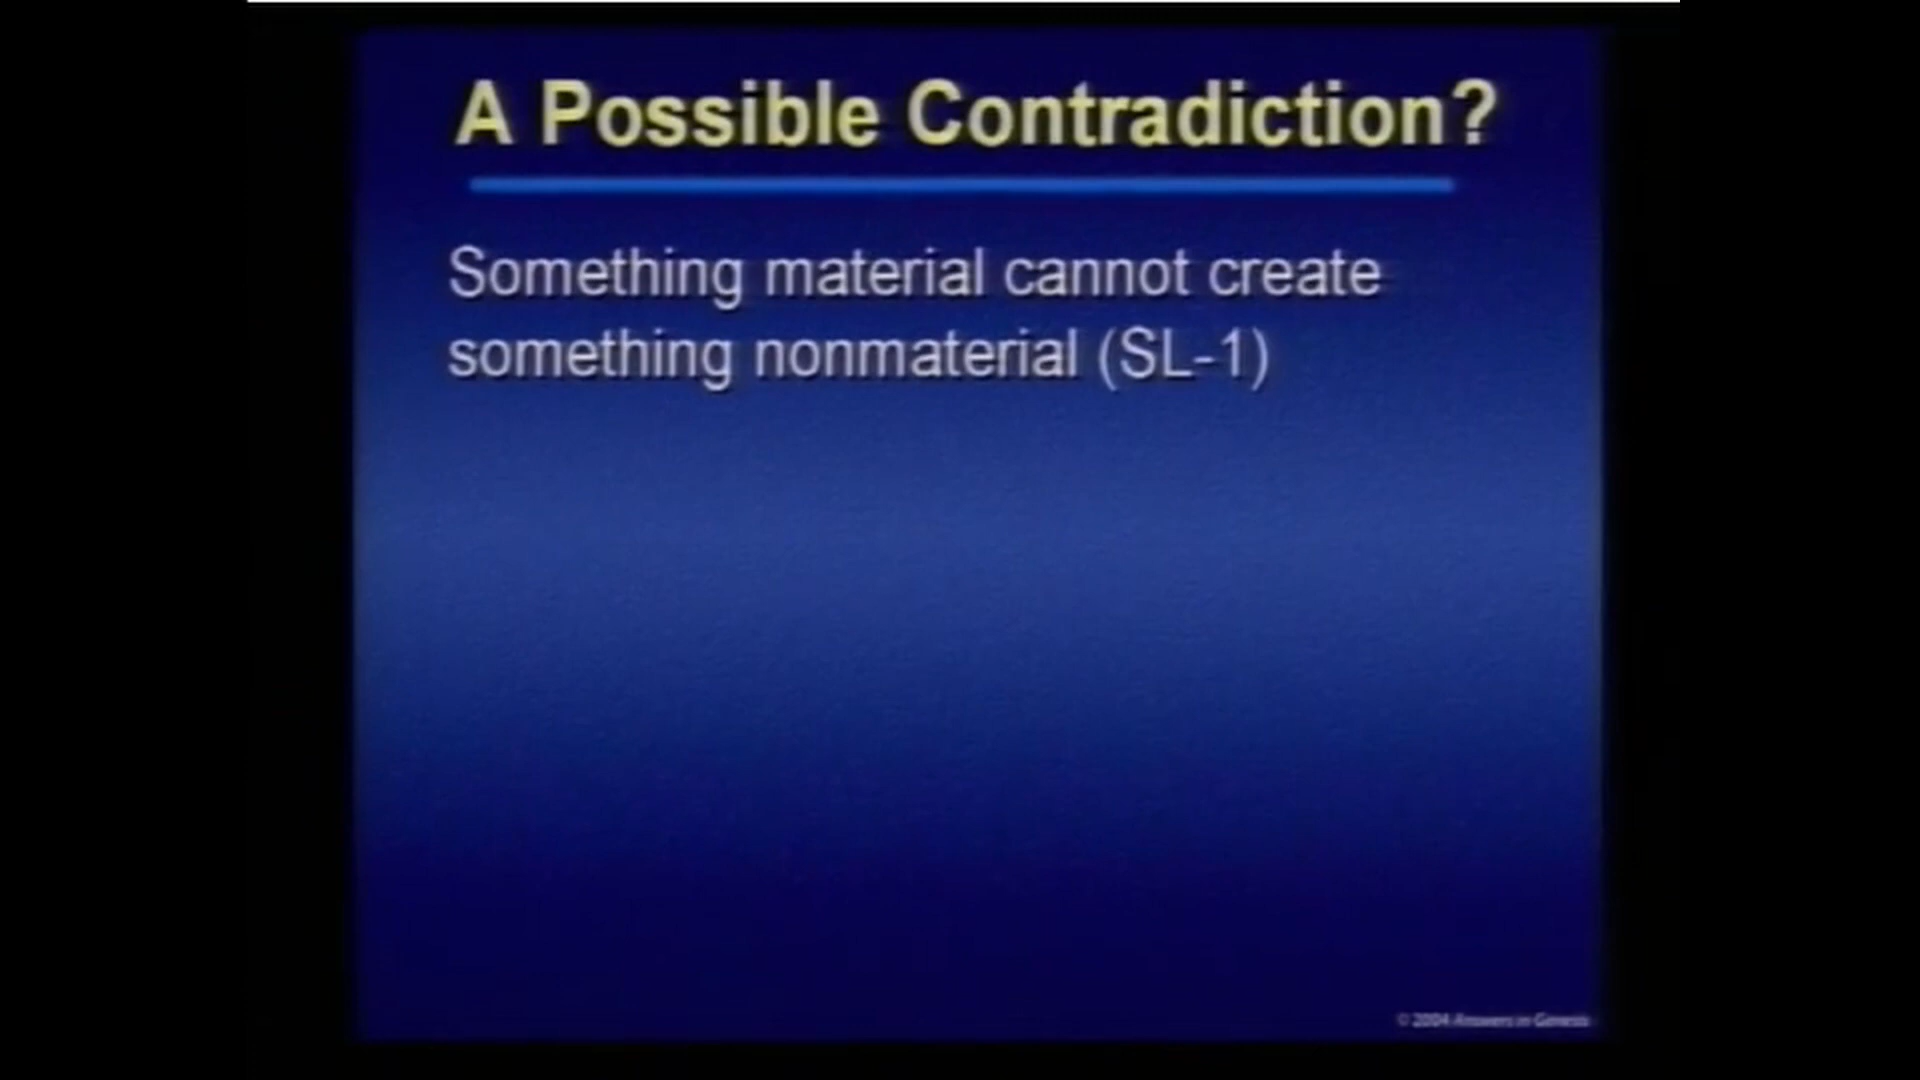 A Possible Contradiction?
Something material cannot create
something nonmaterial (SL-1)
© 2004 Answers in Genesis